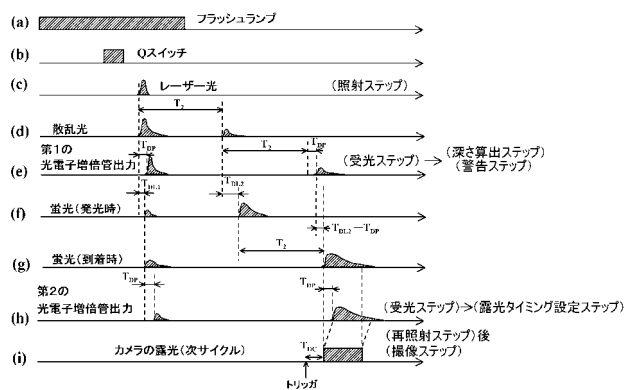 (a) フラッシュランプ
(b) Qスイッチ
(c) レーザー光 (照射ステップ)
T2
(d) 散乱光
TDP T2 TDP
第1の
光電子増倍管出力
(e) (受光ステップ) → (深さ算出ステップ)
(警告ステップ)
TDL1 TDL2
(f) 蛍光(発光時)
TDL2－TDP
T2
(g) 蛍光(到着時)
TDP TDP
第2の
光電子増倍管出力
(h) (受光ステップ)→(露光タイミング設定ステップ)
(再照射ステップ)後
(撮像ステップ)
TDC
(i) カメラの露光(次サイクル)
トリッガ